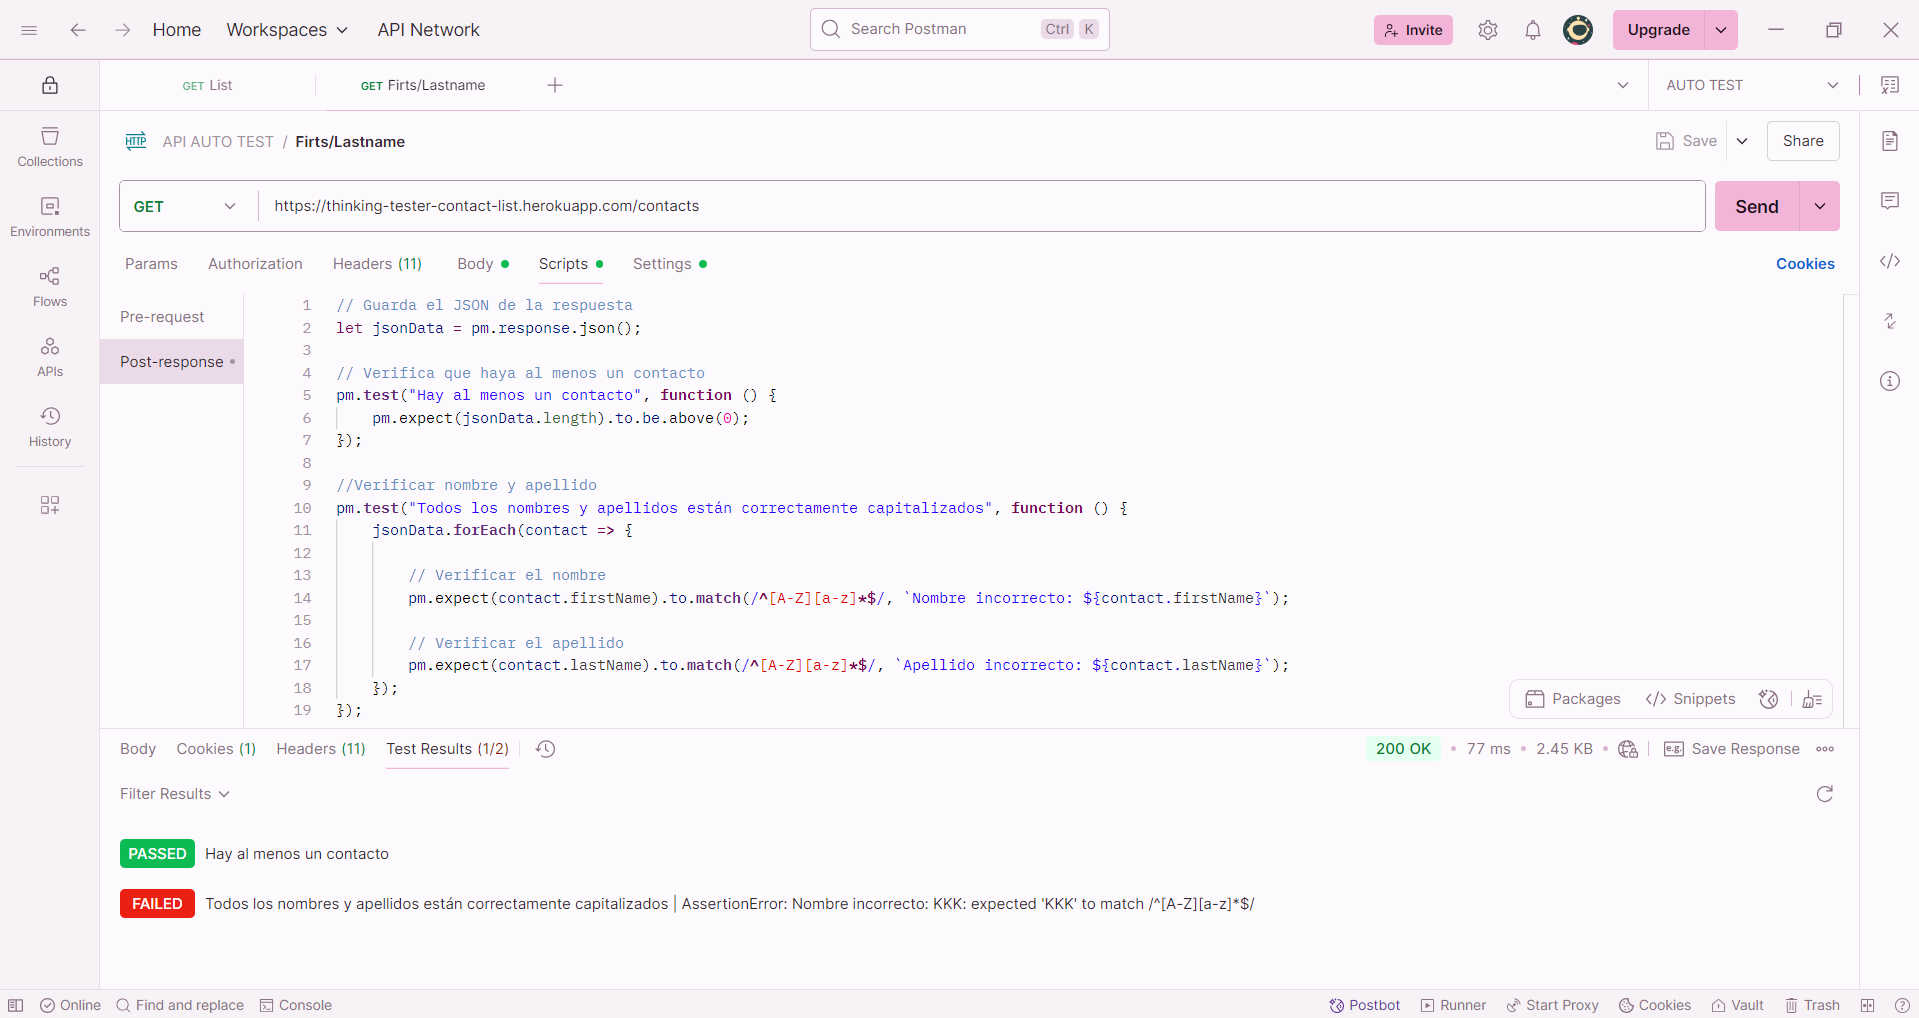 Home Workspaces API Network Search Postman Ctrl K Invite Upgrade
GET List GET Firts/Lastname AUTO TEST
HTTP API AUTO TEST / Firts/Lastname Save Share
GET https://thinking-tester-contact-list.herokuapp.com/contacts Send
Params Authorization Headers (11) Body Scripts Settings Cookies
Collections
Environments
Flows
APIs
History
Pre-request
Post-response
1 // Guarda el JSON de la respuesta
2 let jsonData = pm.response.json();
3
4 // Verifica que haya al menos un contacto
5 pm.test("Hay al menos un contacto", function () {
6 pm.expect(jsonData.length).to.be.above(0);
7 });
8
9 //Verificar nombre y apellido
10 pm.test("Todos los nombres y apellidos están correctamente capitalizados", function () {
11 jsonData.forEach(contact => {
12
13 // Verificar el nombre
14 pm.expect(contact.firstName).to.match(/^[A-Z][a-z]*$/, `Nombre incorrecto: ${contact.firstName}`);
15
16 // Verificar el apellido
17 pm.expect(contact.lastName).to.match(/^[A-Z][a-z]*$/, `Apellido incorrecto: ${contact.lastName}`);
18 });
19 });
Packages </> Snippets
Body Cookies (1) Headers (11) Test Results (1/2) 200 OK • 77 ms • 2.45 KB • e.g. Save Response
Filter Results
PASSED Hay al menos un contacto
FAILED Todos los nombres y apellidos están correctamente capitalizados | AssertionError: Nombre incorrecto: KKK: expected 'KKK' to match /^[A-Z][a-z]*$/
Online Find and replace Console Postbot Runner Start Proxy Cookies Vault Trash